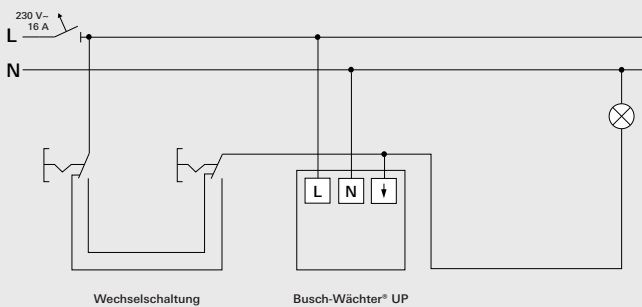 230 V~
16 A
L
N
L N
Wechselschaltung
Busch-Wächter® UP